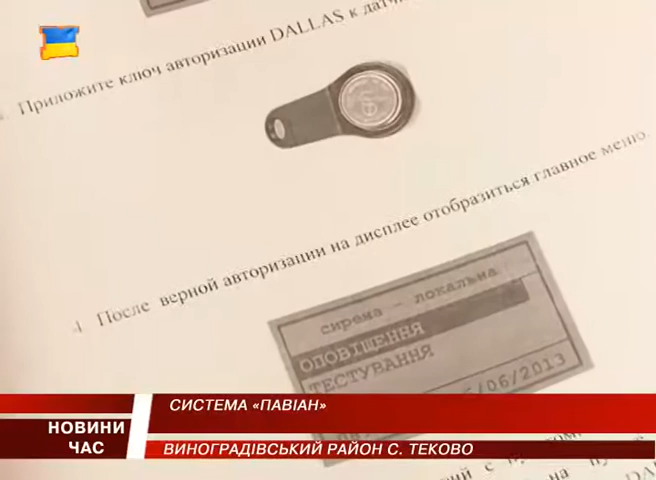 Приложите ключ авторизации DALLAS к
4. После верной авторизации на дисплее отобразиться главное меню.
сирена - локальна
ОПОВІЩЕННЯ
ТЕСТУВАННЯ
/06/2013
СИСТЕМА «ПАВІАН»
НОВИНИ
ЧАС
ВИНОГРАДІВСЬКИЙ РАЙОН С. ТЕКОВО